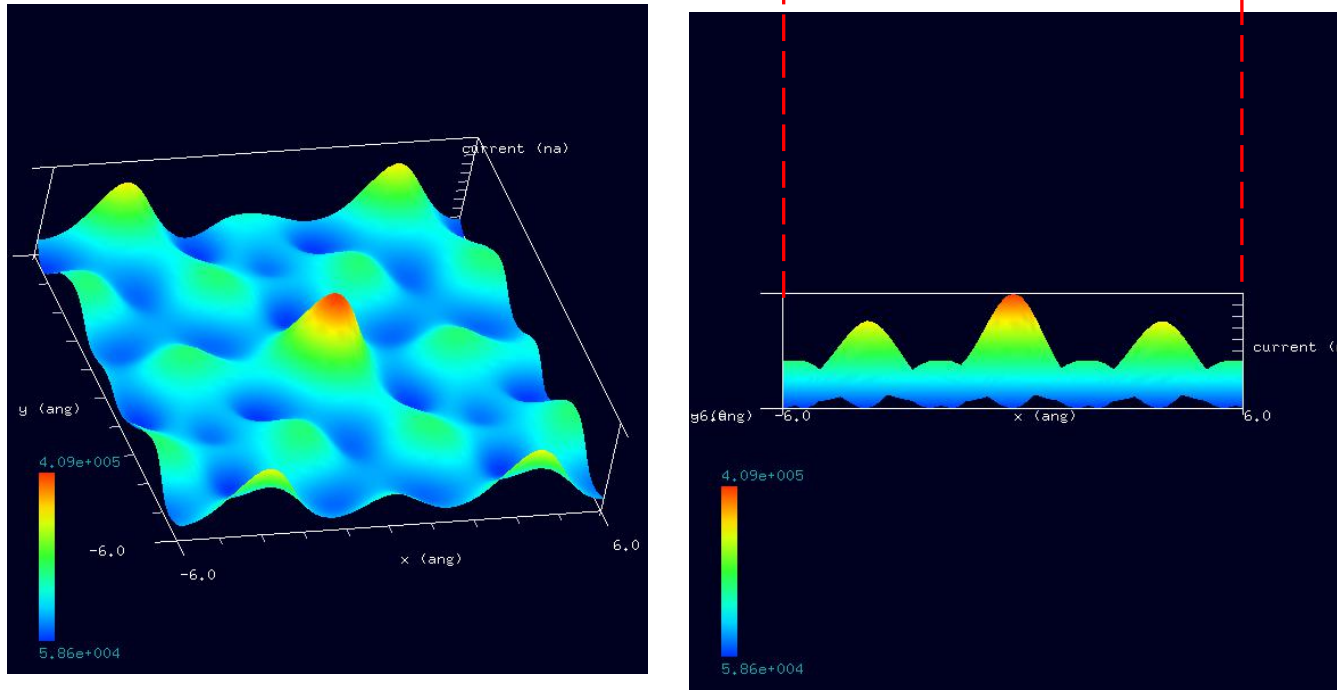 current (na)
y (ang)
4.09e+005
-6.0
-6.0
x (ang)
6.0
5.86e+004
current (
-6.0
x (ang)
6.0
4.09e+005
5.86e+004